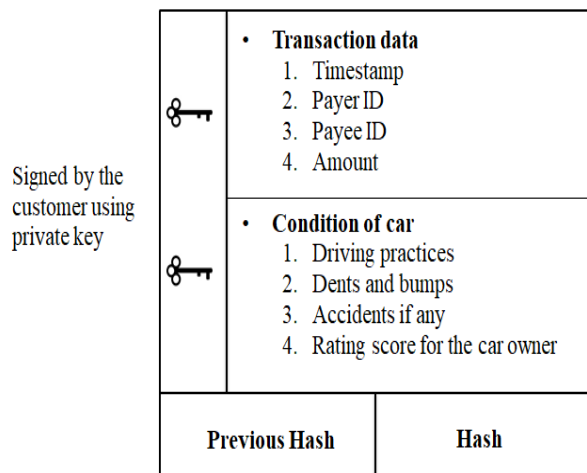 Signed by the
customer using
private key
• Transaction data
1. Timestamp
2. Payer ID
3. Payee ID
4. Amount
• Condition of car
1. Driving practices
2. Dents and bumps
3. Accidents if any
4. Rating score for the car owner
Previous Hash
Hash